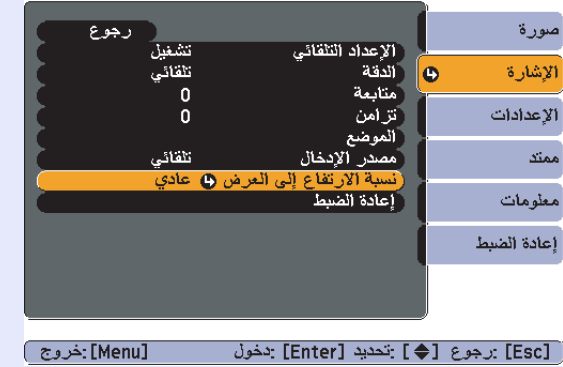 صورة
الإشارة
الإعدادات
ممتد
معلومات
إعادة الضبط
رجوع
الإعداد التلقائي تشغيل
الدقة تلقائي
متابعة 0
تزامن 0
الموضع
مصدر الإدخال تلقائي
نسبة الارتفاع إلى العرض عادي
إعادة الضبط
[Esc] :رجوع [◆] :تحديد [Enter] :دخول [Menu] :خروج